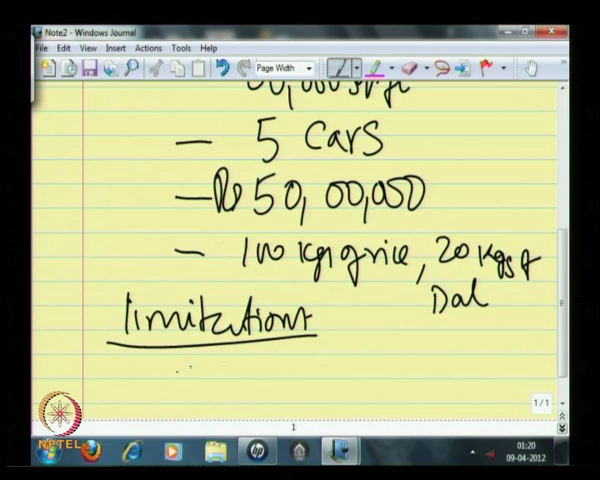 Note2 - Windows Journal
File Edit View Insert Actions Tools Help
Page Width
— 5 Cars
— Rs 50,00,000
— 100 Kgs of rice, 20 Kgs of
Dal
limitations
1/1
1
NPTEL
01:20
09-04-2012